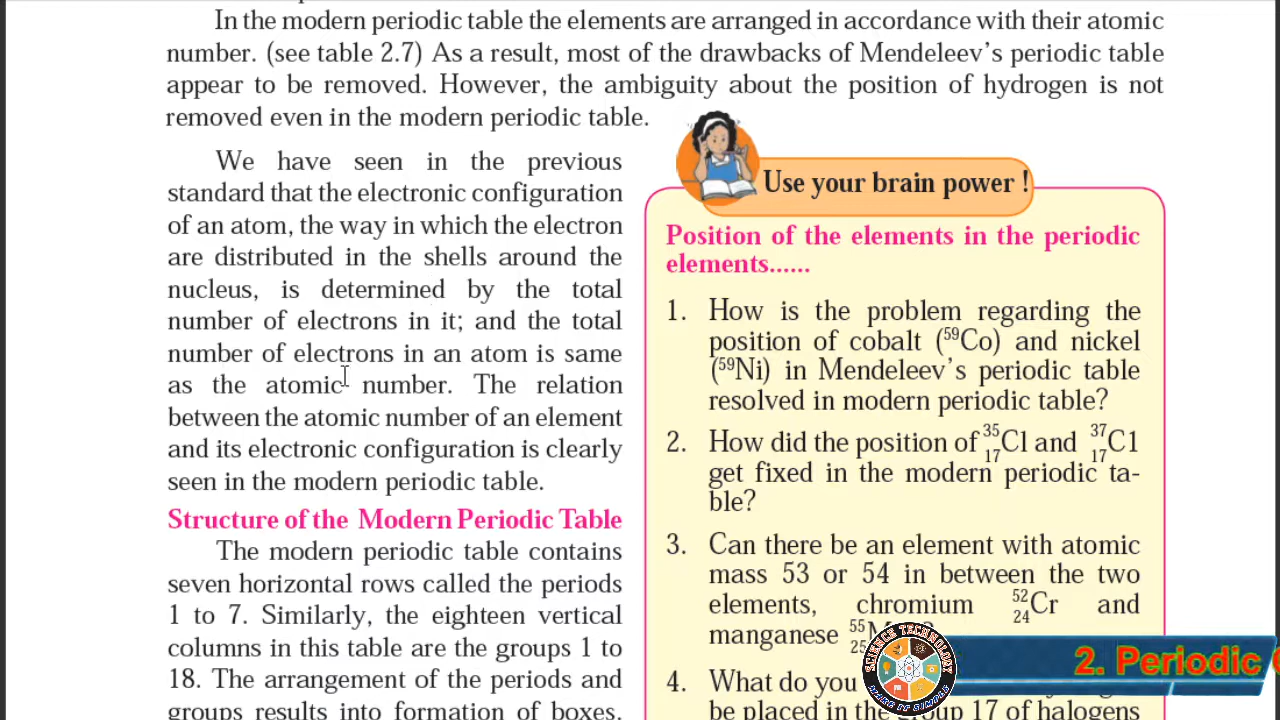 In the modern periodic table the elements are arranged in accordance with their atomic
number. (see table 2.7) As a result, most of the drawbacks of Mendeleev's periodic table
appear to be removed. However, the ambiguity about the position of hydrogen is not
removed even in the modern periodic table.
We have seen in the previous
standard that the electronic configuration
of an atom, the way in which the electron
are distributed in the shells around the
nucleus, is determined by the total
number of electrons in it; and the total
number of electrons in an atom is same
as the atomic number. The relation
between the atomic number of an element
and its electronic configuration is clearly
seen in the modern periodic table.
Structure of the Modern Periodic Table
The modern periodic table contains
seven horizontal rows called the periods
1 to 7. Similarly, the eighteen vertical
columns in this table are the groups 1 to
18. The arrangement of the periods and
groups results into formation of boxes.
Use your brain power !
Position of the elements in the periodic
elements......
1. How is the problem regarding the
position of cobalt (⁵⁹Co) and nickel
(⁵⁹Ni) in Mendeleev's periodic table
resolved in modern periodic table?
2. How did the position of ³⁵₁₇Cl and ³⁷₁₇C1
get fixed in the modern periodic ta-
ble?
3. Can there be an element with atomic
mass 53 or 54 in between the two
elements, chromium ⁵²₂₄Cr and
manganese ⁵⁵₂₅
4. What do you
be placed in the group 17 of halogens
SCIENCE TECHNOLOGY
MAKE IT SIMPLE
2. Periodic